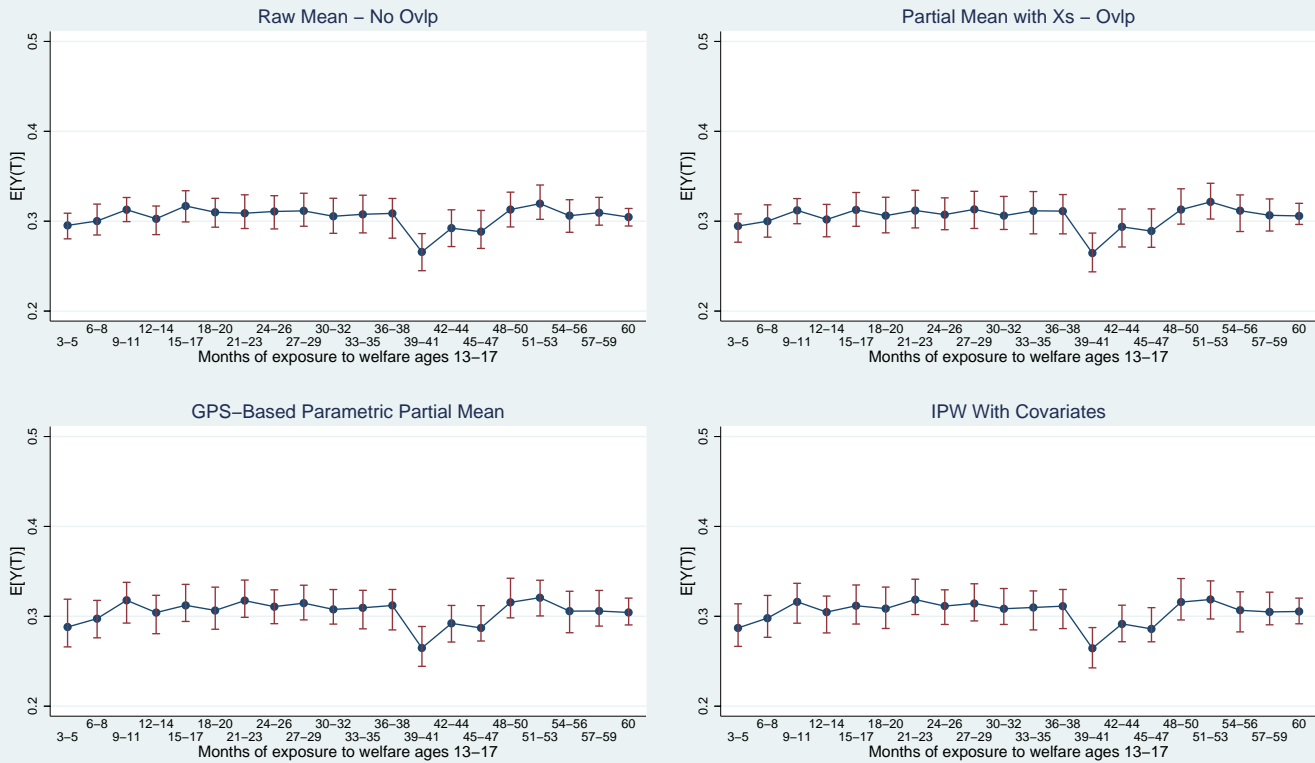 Raw Mean − No Ovlp
E[Y(T)]
0.5
0.4
0.3
0.2
6−8 12−14 18−20 24−26 30−32 36−38 42−44 48−50 54−56 60
3−5 9−11 15−17 21−23 27−29 33−35 39−41 45−47 51−53 57−59
Months of exposure to welfare ages 13−17
Partial Mean with Xs − Ovlp
E[Y(T)]
0.5
0.4
0.3
0.2
6−8 12−14 18−20 24−26 30−32 36−38 42−44 48−50 54−56 60
3−5 9−11 15−17 21−23 27−29 33−35 39−41 45−47 51−53 57−59
Months of exposure to welfare ages 13−17
GPS−Based Parametric Partial Mean
E[Y(T)]
0.5
0.4
0.3
0.2
6−8 12−14 18−20 24−26 30−32 36−38 42−44 48−50 54−56 60
3−5 9−11 15−17 21−23 27−29 33−35 39−41 45−47 51−53 57−59
Months of exposure to welfare ages 13−17
IPW With Covariates
E[Y(T)]
0.5
0.4
0.3
0.2
6−8 12−14 18−20 24−26 30−32 36−38 42−44 48−50 54−56 60
3−5 9−11 15−17 21−23 27−29 33−35 39−41 45−47 51−53 57−59
Months of exposure to welfare ages 13−17